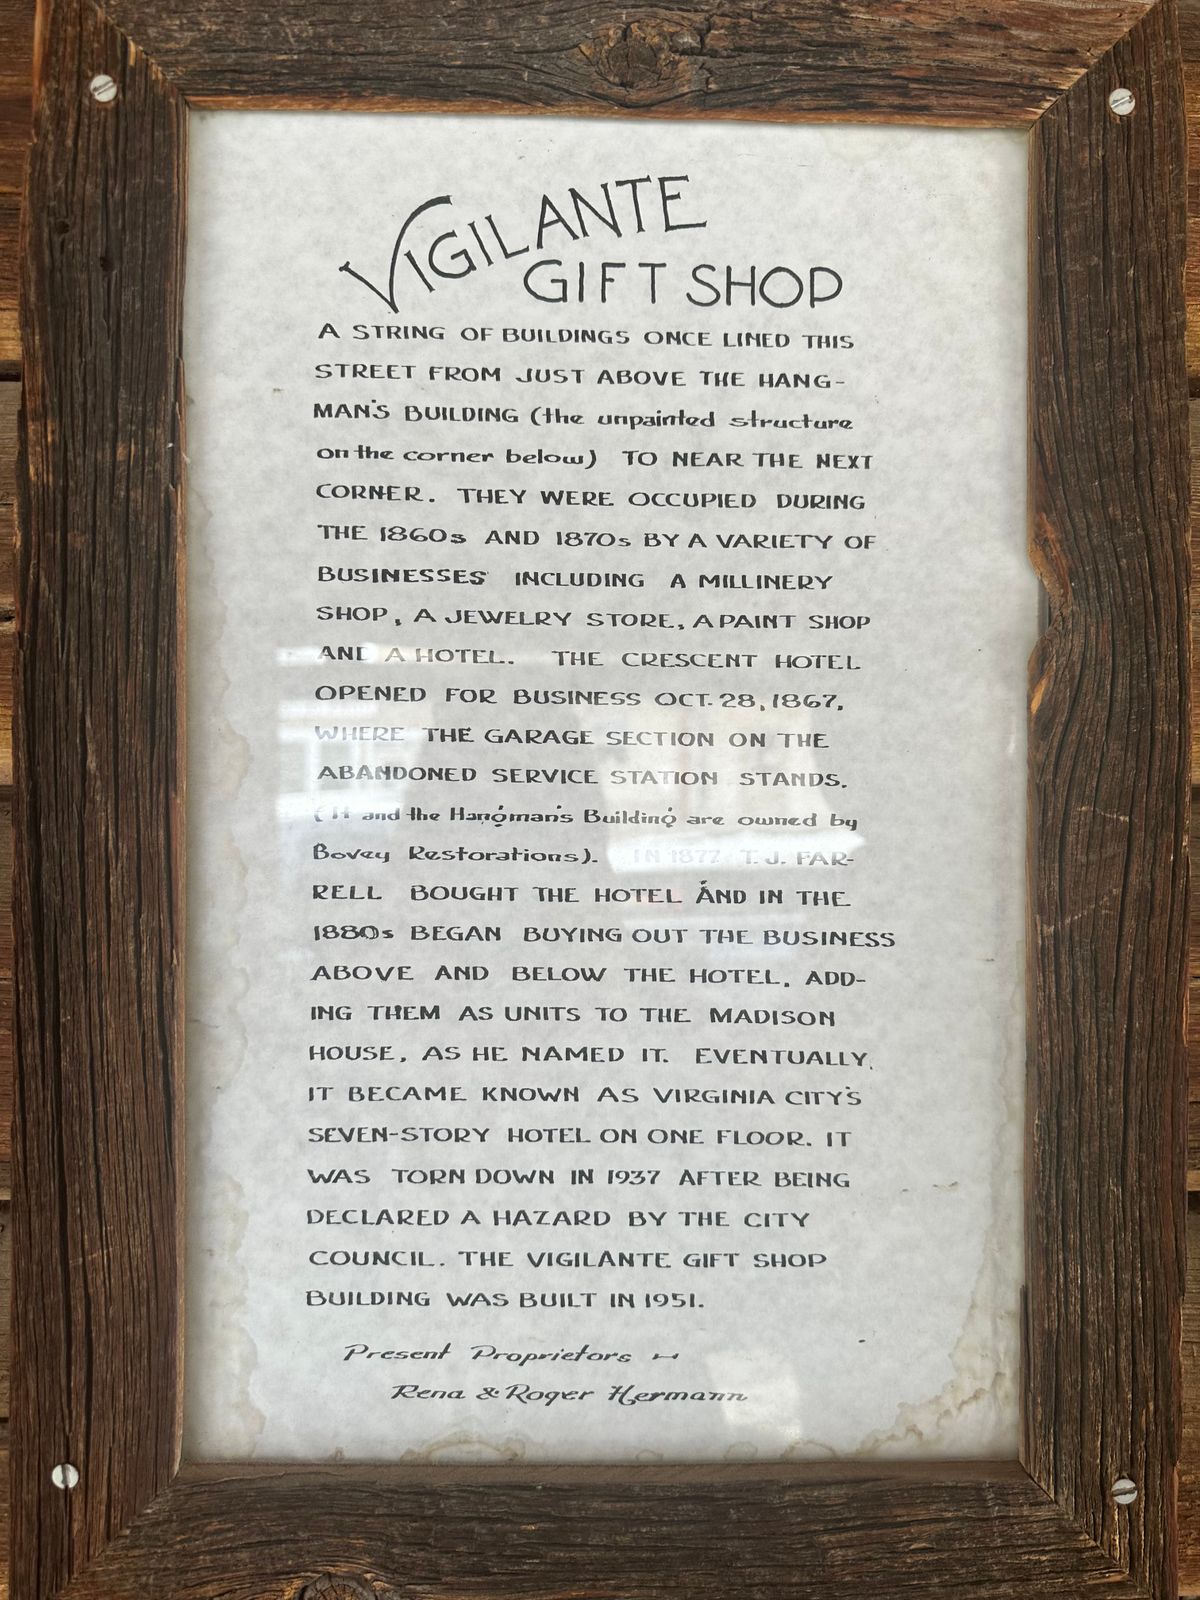 VIGILANTE
GIFT SHOP
A STRING OF BUILDINGS ONCE LINED THIS
STREET FROM JUST ABOVE THE HANG-
MAN'S BUILDING (the unpainted structure
on the corner below) TO NEAR THE NEXT
CORNER. THEY WERE OCCUPIED DURING
THE 1860s AND 1870s BY A VARIETY OF
BUSINESSES INCLUDING A MILLINERY
SHOP, A JEWELRY STORE, A PAINT SHOP
AND A HOTEL. THE CRESCENT HOTEL
OPENED FOR BUSINESS OCT. 28, 1867,
WHERE THE GARAGE SECTION ON THE
ABANDONED SERVICE STATION STANDS.
(It and the Hangman's Building are owned by
Bovey Restorations). IN 1877 T. J. FAR-
RELL BOUGHT THE HOTEL AND IN THE
1880s BEGAN BUYING OUT THE BUSINESS
ABOVE AND BELOW THE HOTEL, ADD-
ING THEM AS UNITS TO THE MADISON
HOUSE, AS HE NAMED IT. EVENTUALLY,
IT BECAME KNOWN AS VIRGINIA CITY'S
SEVEN-STORY HOTEL ON ONE FLOOR. IT
WAS TORN DOWN IN 1937 AFTER BEING
DECLARED A HAZARD BY THE CITY
COUNCIL. THE VIGILANTE GIFT SHOP
BUILDING WAS BUILT IN 1951.
Present Proprietors ~
Rena & Roger Hermann